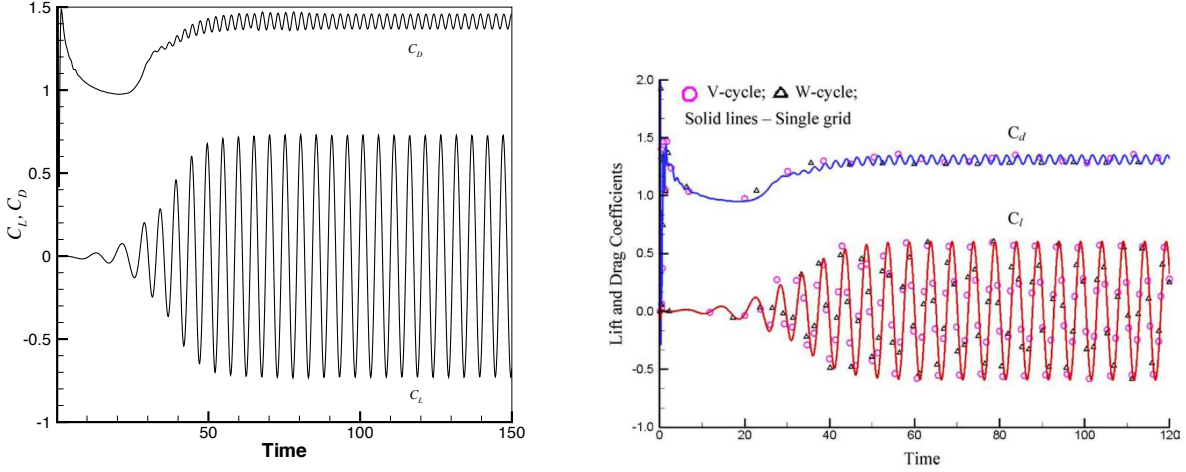 1.5
1
0.5
0
-0.5
-1
C_L, C_D
C_D
C_L
50
100
150
Time
2.0
1.5
1.0
0.5
0.0
-0.5
-1.0
Lift and Drag Coefficients
V-cycle; W-cycle;
Solid lines – Single grid
C_d
C_l
0
20
40
60
80
100
120
Time